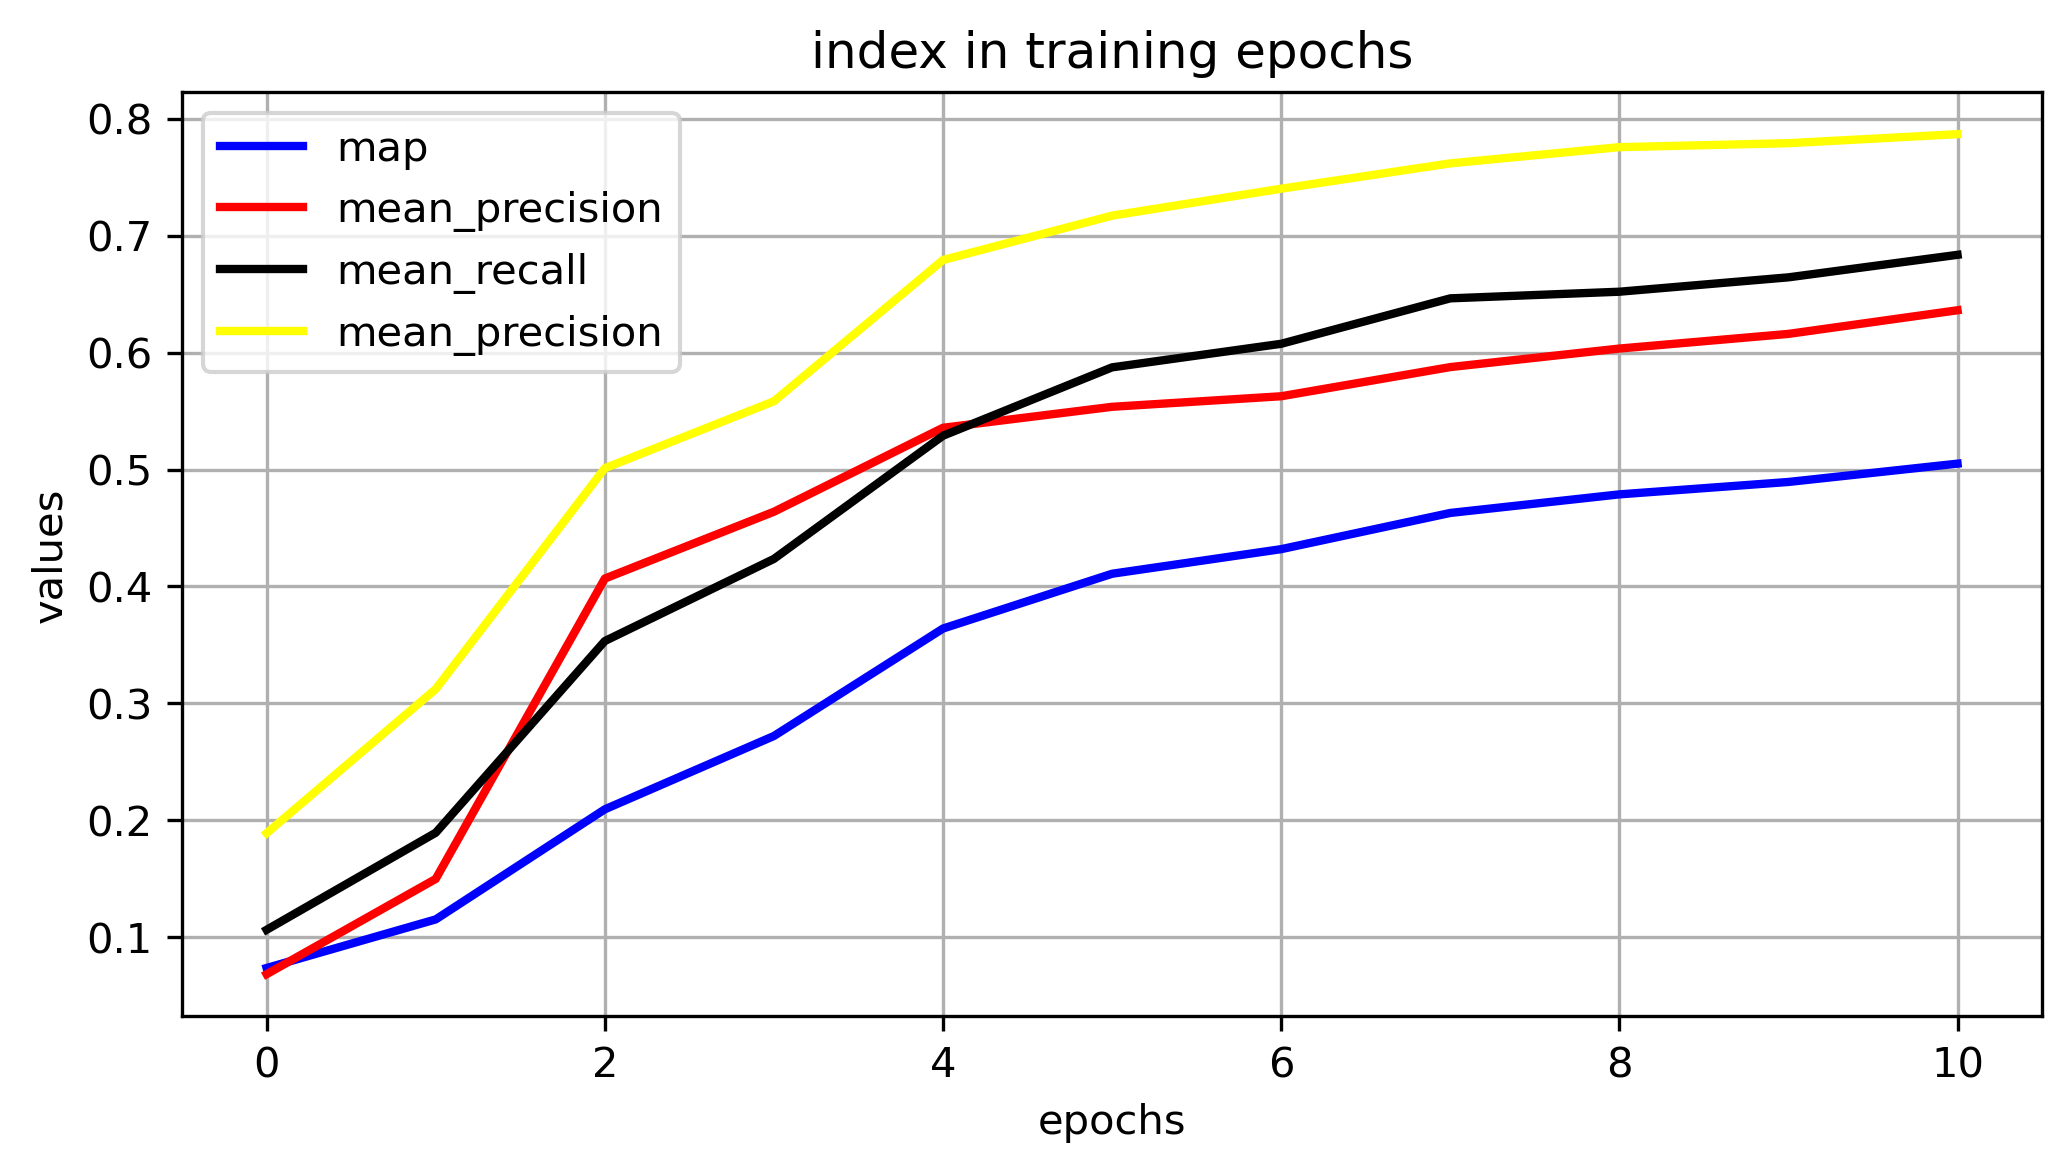 index in training epochs
map
mean_precision
mean_recall
mean_precision
0.8
0.7
0.6
0.5
0.4
0.3
0.2
0.1
values
0 2 4 6 8 10
epochs